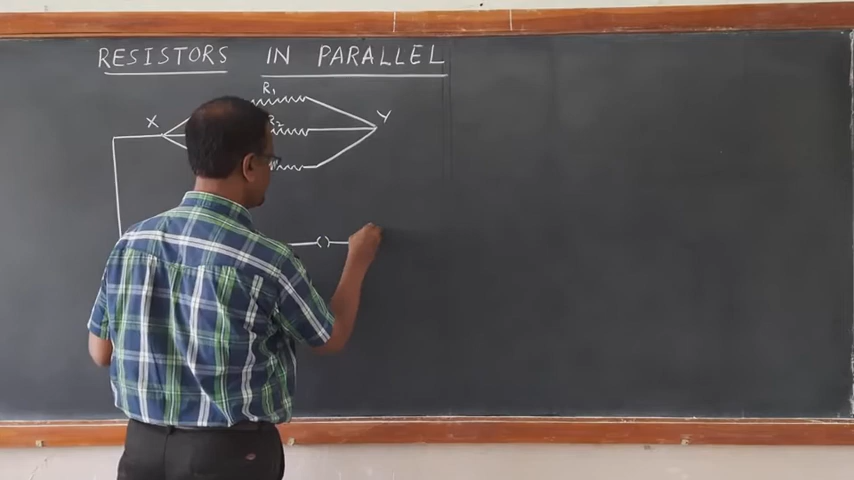 RESISTORS IN PARALLEL
R₁
X
Y
R₂